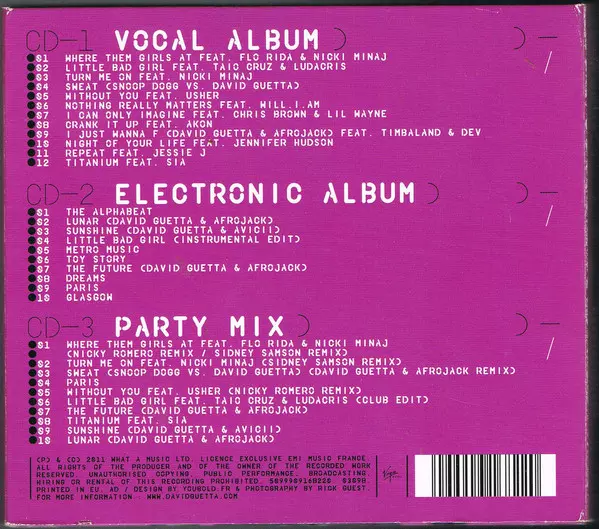 CD-1 VOCAL ALBUM
01 WHERE THEM GIRLS AT FEAT. FLO RIDA & NICKI MINAJ
02 LITTLE BAD GIRL FEAT. TAIO CRUZ & LUDACRIS
03 TURN ME ON FEAT. NICKI MINAJ
04 SWEAT (SNOOP DOGG VS. DAVID GUETTA)
05 WITHOUT YOU FEAT. USHER
06 NOTHING REALLY MATTERS FEAT. WILL.I.AM
07 I CAN ONLY IMAGINE FEAT. CHRIS BROWN & LIL WAYNE
08 CRANK IT UP FEAT. AKON
09 I JUST WANNA F (DAVID GUETTA & AFROJACK) FEAT. TIMBALAND & DEV
10 NIGHT OF YOUR LIFE FEAT. JENNIFER HUDSON
11 REPEAT FEAT. JESSIE J
12 TITANIUM FEAT. SIA
CD-2 ELECTRONIC ALBUM
01 THE ALPHABEAT
02 LUNAR (DAVID GUETTA & AFROJACK)
03 SUNSHINE (DAVID GUETTA & AVICII)
04 LITTLE BAD GIRL (INSTRUMENTAL EDIT)
05 METRO MUSIC
06 TOY STORY
07 THE FUTURE (DAVID GUETTA & AFROJACK)
08 DREAMS
09 PARIS
10 GLASGOW
CD-3 PARTY MIX
01 WHERE THEM GIRLS AT FEAT. FLO RIDA & NICKI MINAJ
(NICKY ROMERO REMIX / SIDNEY SAMSON REMIX)
02 TURN ME ON FEAT. NICKI MINAJ (SIDNEY SAMSON REMIX)
03 SWEAT (SNOOP DOGG VS. DAVID GUETTA) (DAVID GUETTA & AFROJACK REMIX)
04 PARIS
05 WITHOUT YOU FEAT. USHER (NICKY ROMERO REMIX)
06 LITTLE BAD GIRL FEAT. TAIO CRUZ & LUDACRIS (CLUB EDIT)
07 THE FUTURE (DAVID GUETTA & AFROJACK)
08 TITANIUM FEAT. SIA
09 SUNSHINE (DAVID GUETTA & AVICII)
10 LUNAR (DAVID GUETTA & AFROJACK)
(P) & (C) 2011 WHAT A MUSIC LTD. LICENCE EXCLUSIVE EMI MUSIC FRANCE.
ALL RIGHTS OF THE PRODUCER AND OF THE OWNER OF THE RECORDED WORK
RESERVED. UNAUTHORISED COPYING, PUBLIC PERFORMANCE, BROADCASTING,
HIRING OR RENTAL OF THIS RECORDING PROHIBITED.
PRINTED IN EU. AD / DESIGN BY YOUBOLD.FR & PHOTOGRAPHY BY RICK GUEST.
FOR MORE INFORMATION: WWW.DAVIDGUETTA.COM
Virgin